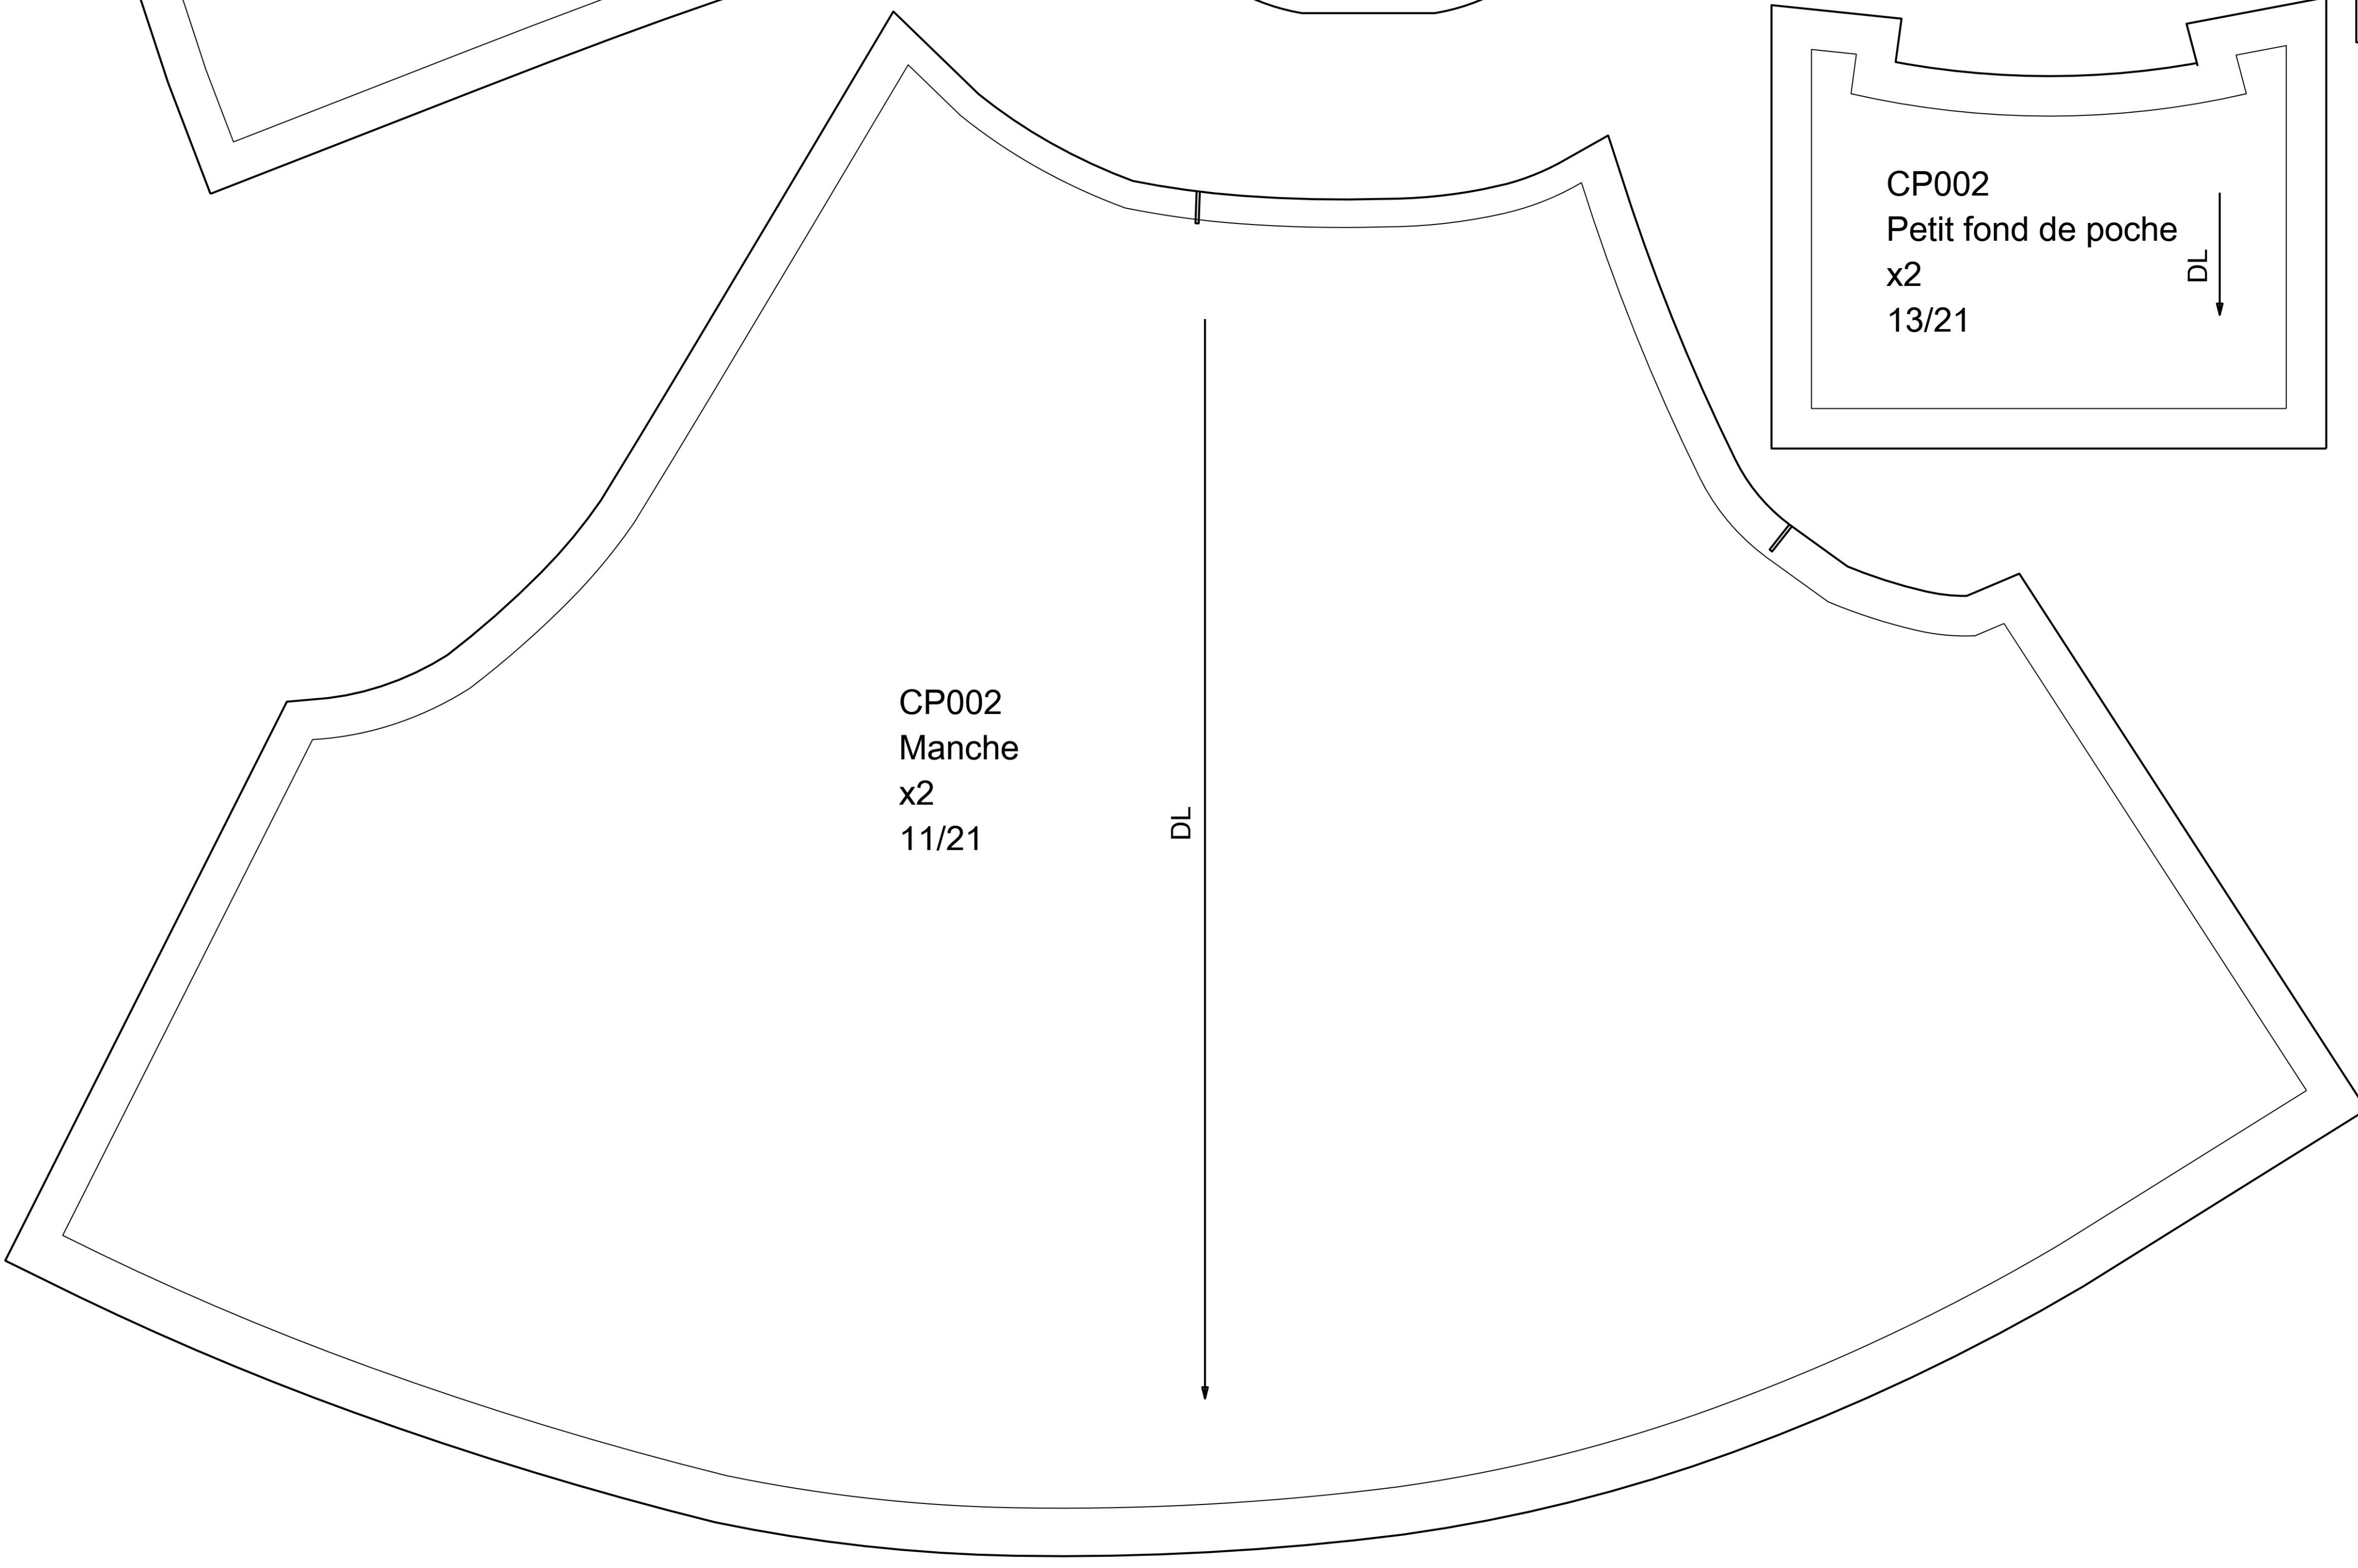 CP002
Petit fond de poche
x2
13/21
DL
CP002
Manche
x2
11/21
DL